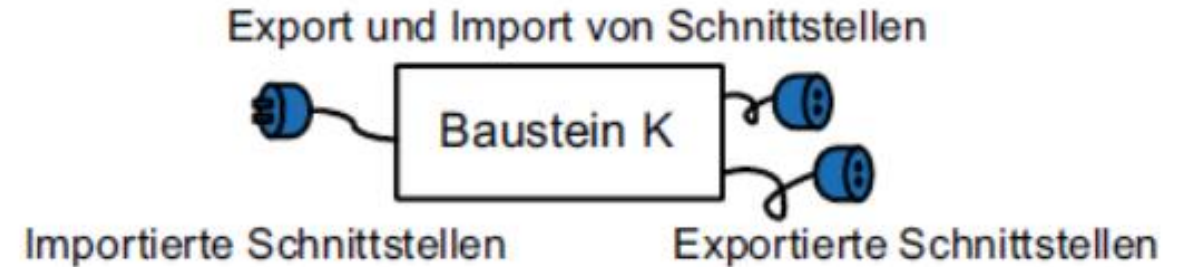 Export und Import von Schnittstellen
Baustein K
Importierte Schnittstellen
Exportierte Schnittstellen